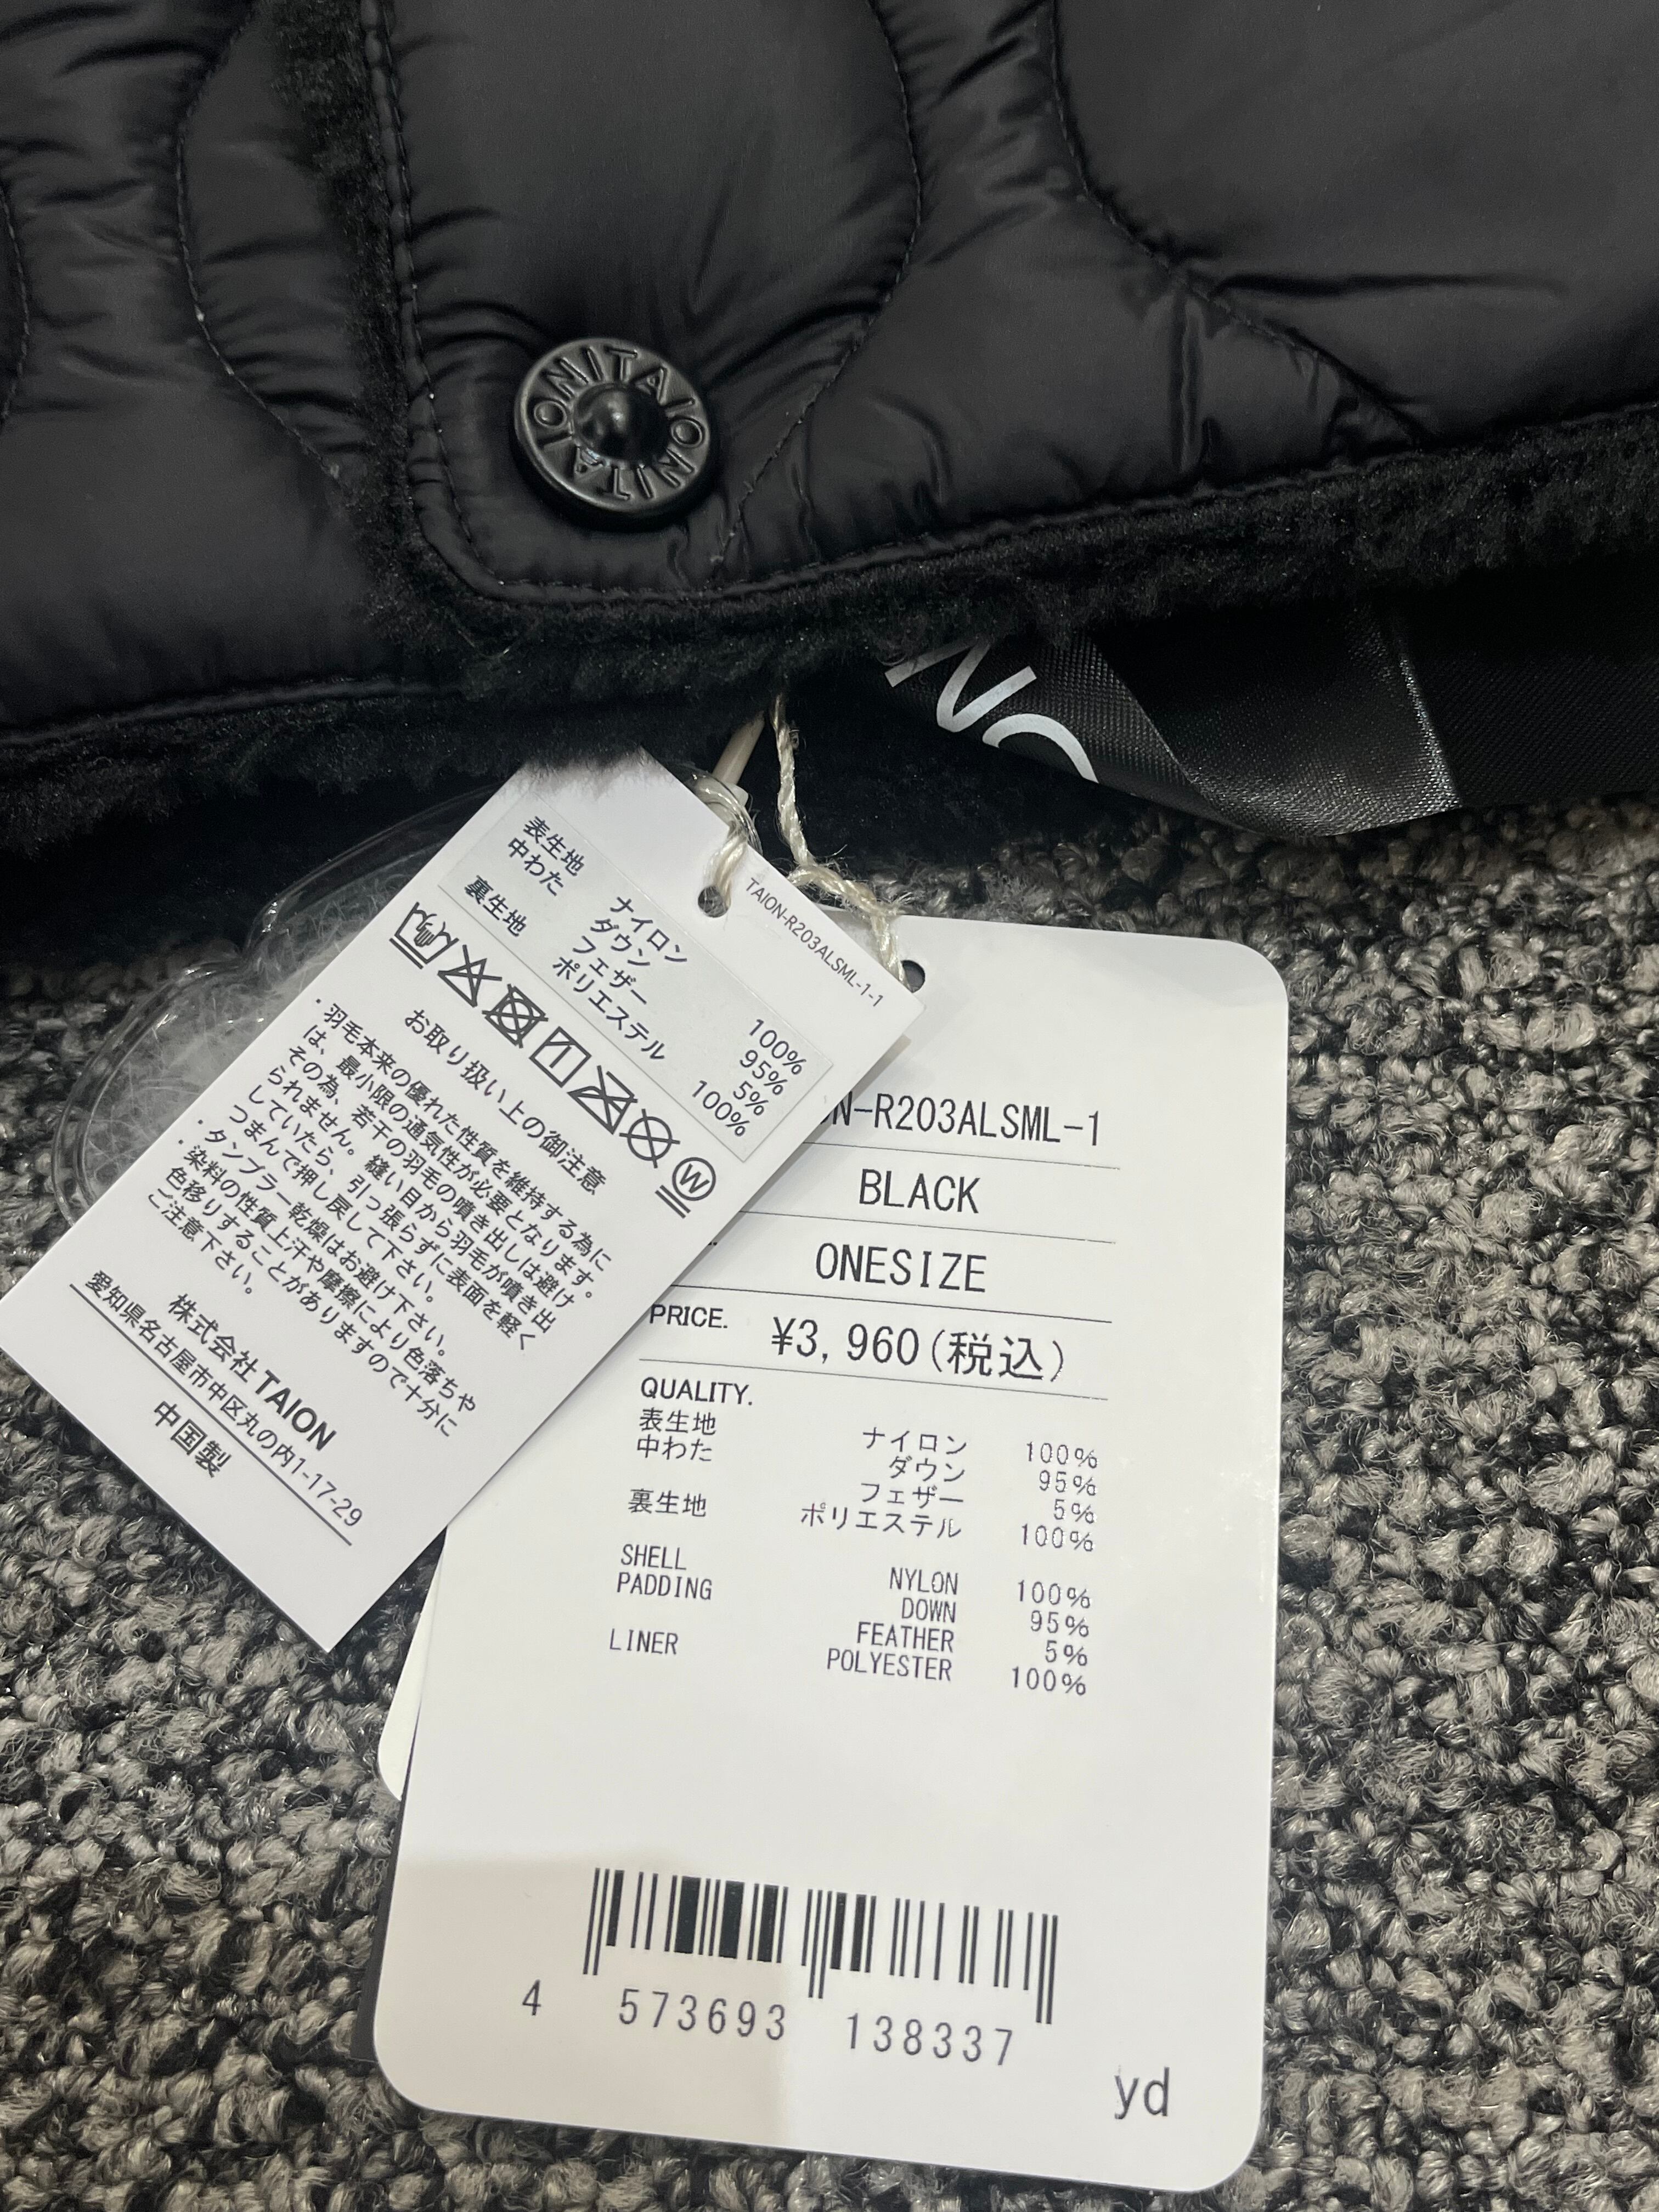 TAIONTAION
NO
TAION-R203ALSML-1-1
表生地 ナイロン 100%
中わた ダウン 95%
フェザー 5%
裏生地 ポリエステル 100%
W
お取り扱い上の御注意
・羽毛本来の優れた性質を維持する為に
は、最小限の通気性が必要となります。
その為、若干の羽毛の噴き出しは避け
られません。縫い目から羽毛が噴き出
していたら、引っ張らずに表面を軽く
つまんで押し戻して下さい。
・タンブラー乾燥はお避け下さい。
・染料の性質上汗や摩擦により色落ちや
色移りすることがありますので十分に
ご注意下さい。
株式会社TAION
愛知県名古屋市中区丸の内1-17-29
中国製
N-R203ALSML-1
BLACK
ONESIZE
PRICE. ¥3,960(税込)
QUALITY.
表生地 ナイロン 100%
中わた ダウン 95%
フェザー 5%
裏生地 ポリエステル 100%
SHELL NYLON 100%
PADDING DOWN 95%
FEATHER 5%
LINER POLYESTER 100%
4 573693 138337
yd